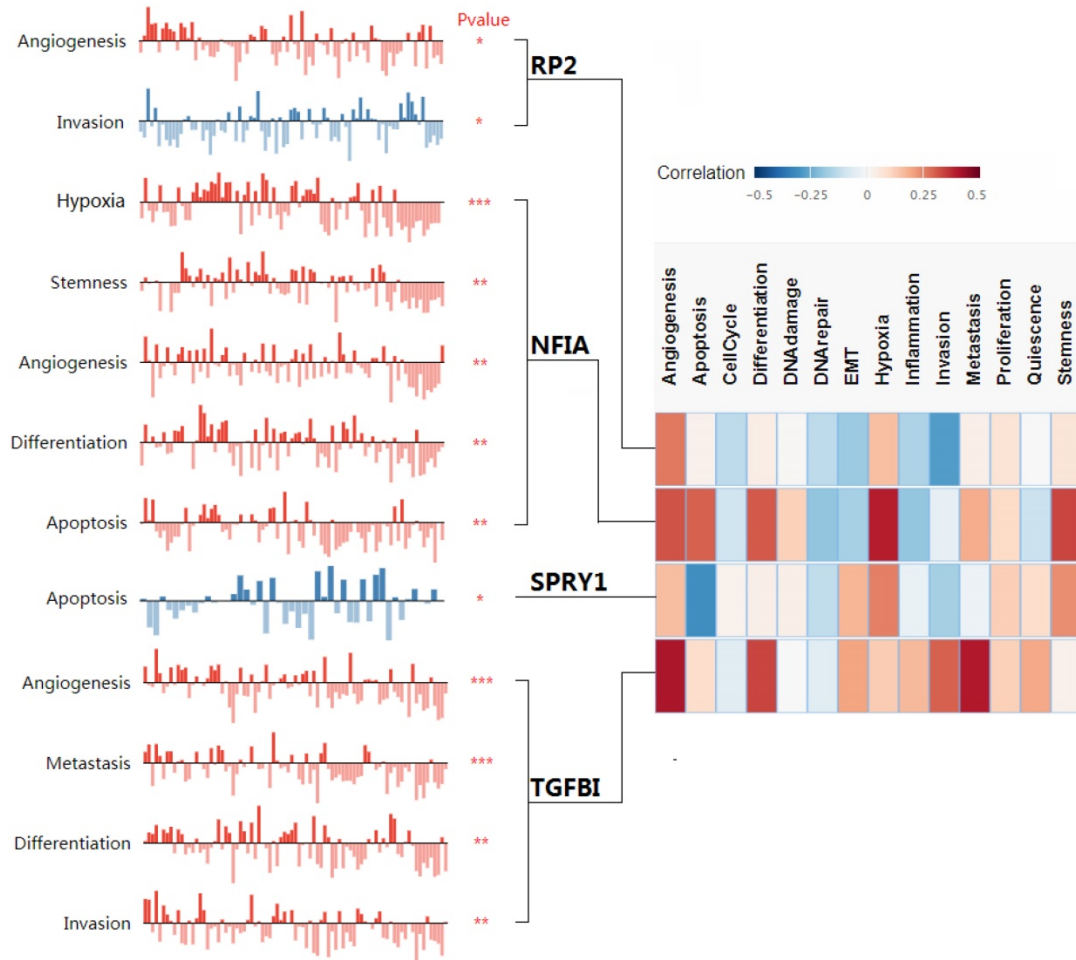 Pvalue
Angiogenesis *
RP2
Invasion *
Hypoxia ***
Stemness **
Angiogenesis **
NFIA
Differentiation **
Apoptosis **
Apoptosis *
SPRY1
Angiogenesis ***
Metastasis ***
TGFBI
Differentiation **
Invasion **
Correlation
−0.5 −0.25 0 0.25 0.5
Angiogenesis
Apoptosis
CellCycle
Differentiation
DNAdamage
DNArepair
EMT
Hypoxia
Inflammation
Invasion
Metastasis
Proliferation
Quiescence
Stemness